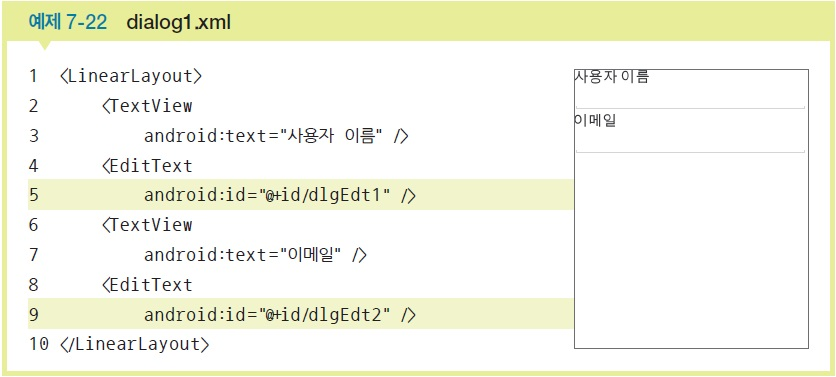 예제 7-22 dialog1.xml
1 <LinearLayout>
2 <TextView
3 android:text="사용자 이름" />
4 <EditText
5 android:id="@+id/dlgEdt1" />
6 <TextView
7 android:text="이메일" />
8 <EditText
9 android:id="@+id/dlgEdt2" />
10 </LinearLayout>
사용자 이름
이메일